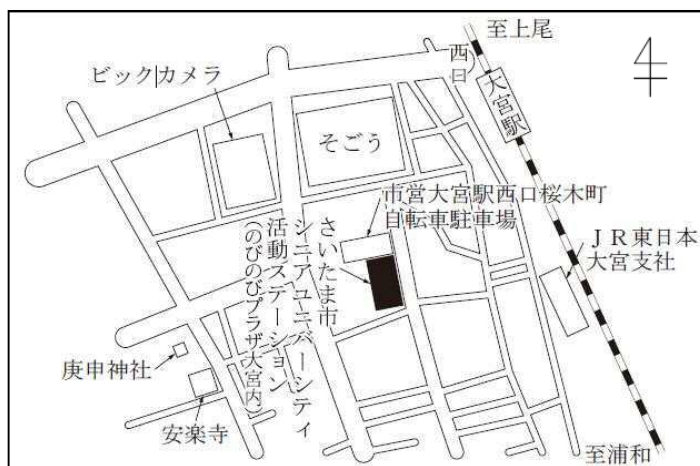 至上尾
西口
大宮駅
ビックカメラ
そごう
市営大宮駅西口桜木町
自転車駐車場
さいたま市
シニアユニバーシティ
活動ステーション
(のびのびプラザ大宮内)
JR東日本
大宮支社
庚申神社
安楽寺
至浦和